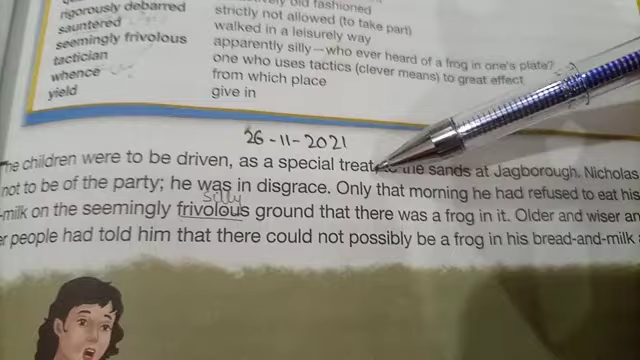 old fashioned
rigorously debarred strictly not allowed (to take part)
sauntered walked in a leisurely way
seemingly frivolous apparently silly—who ever heard of a frog in one's plate?
tactician one who uses tactics (clever means) to great effect
whence from which place
yield give in
26-11-2021
The children were to be driven, as a special treat, to the sands at Jagborough. Nicholas
not to be of the party; he was in disgrace. Only that morning he had refused to eat his
silly
-milk on the seemingly frivolous ground that there was a frog in it. Older and wiser
people had told him that there could not possibly be a frog in his bread-and-milk